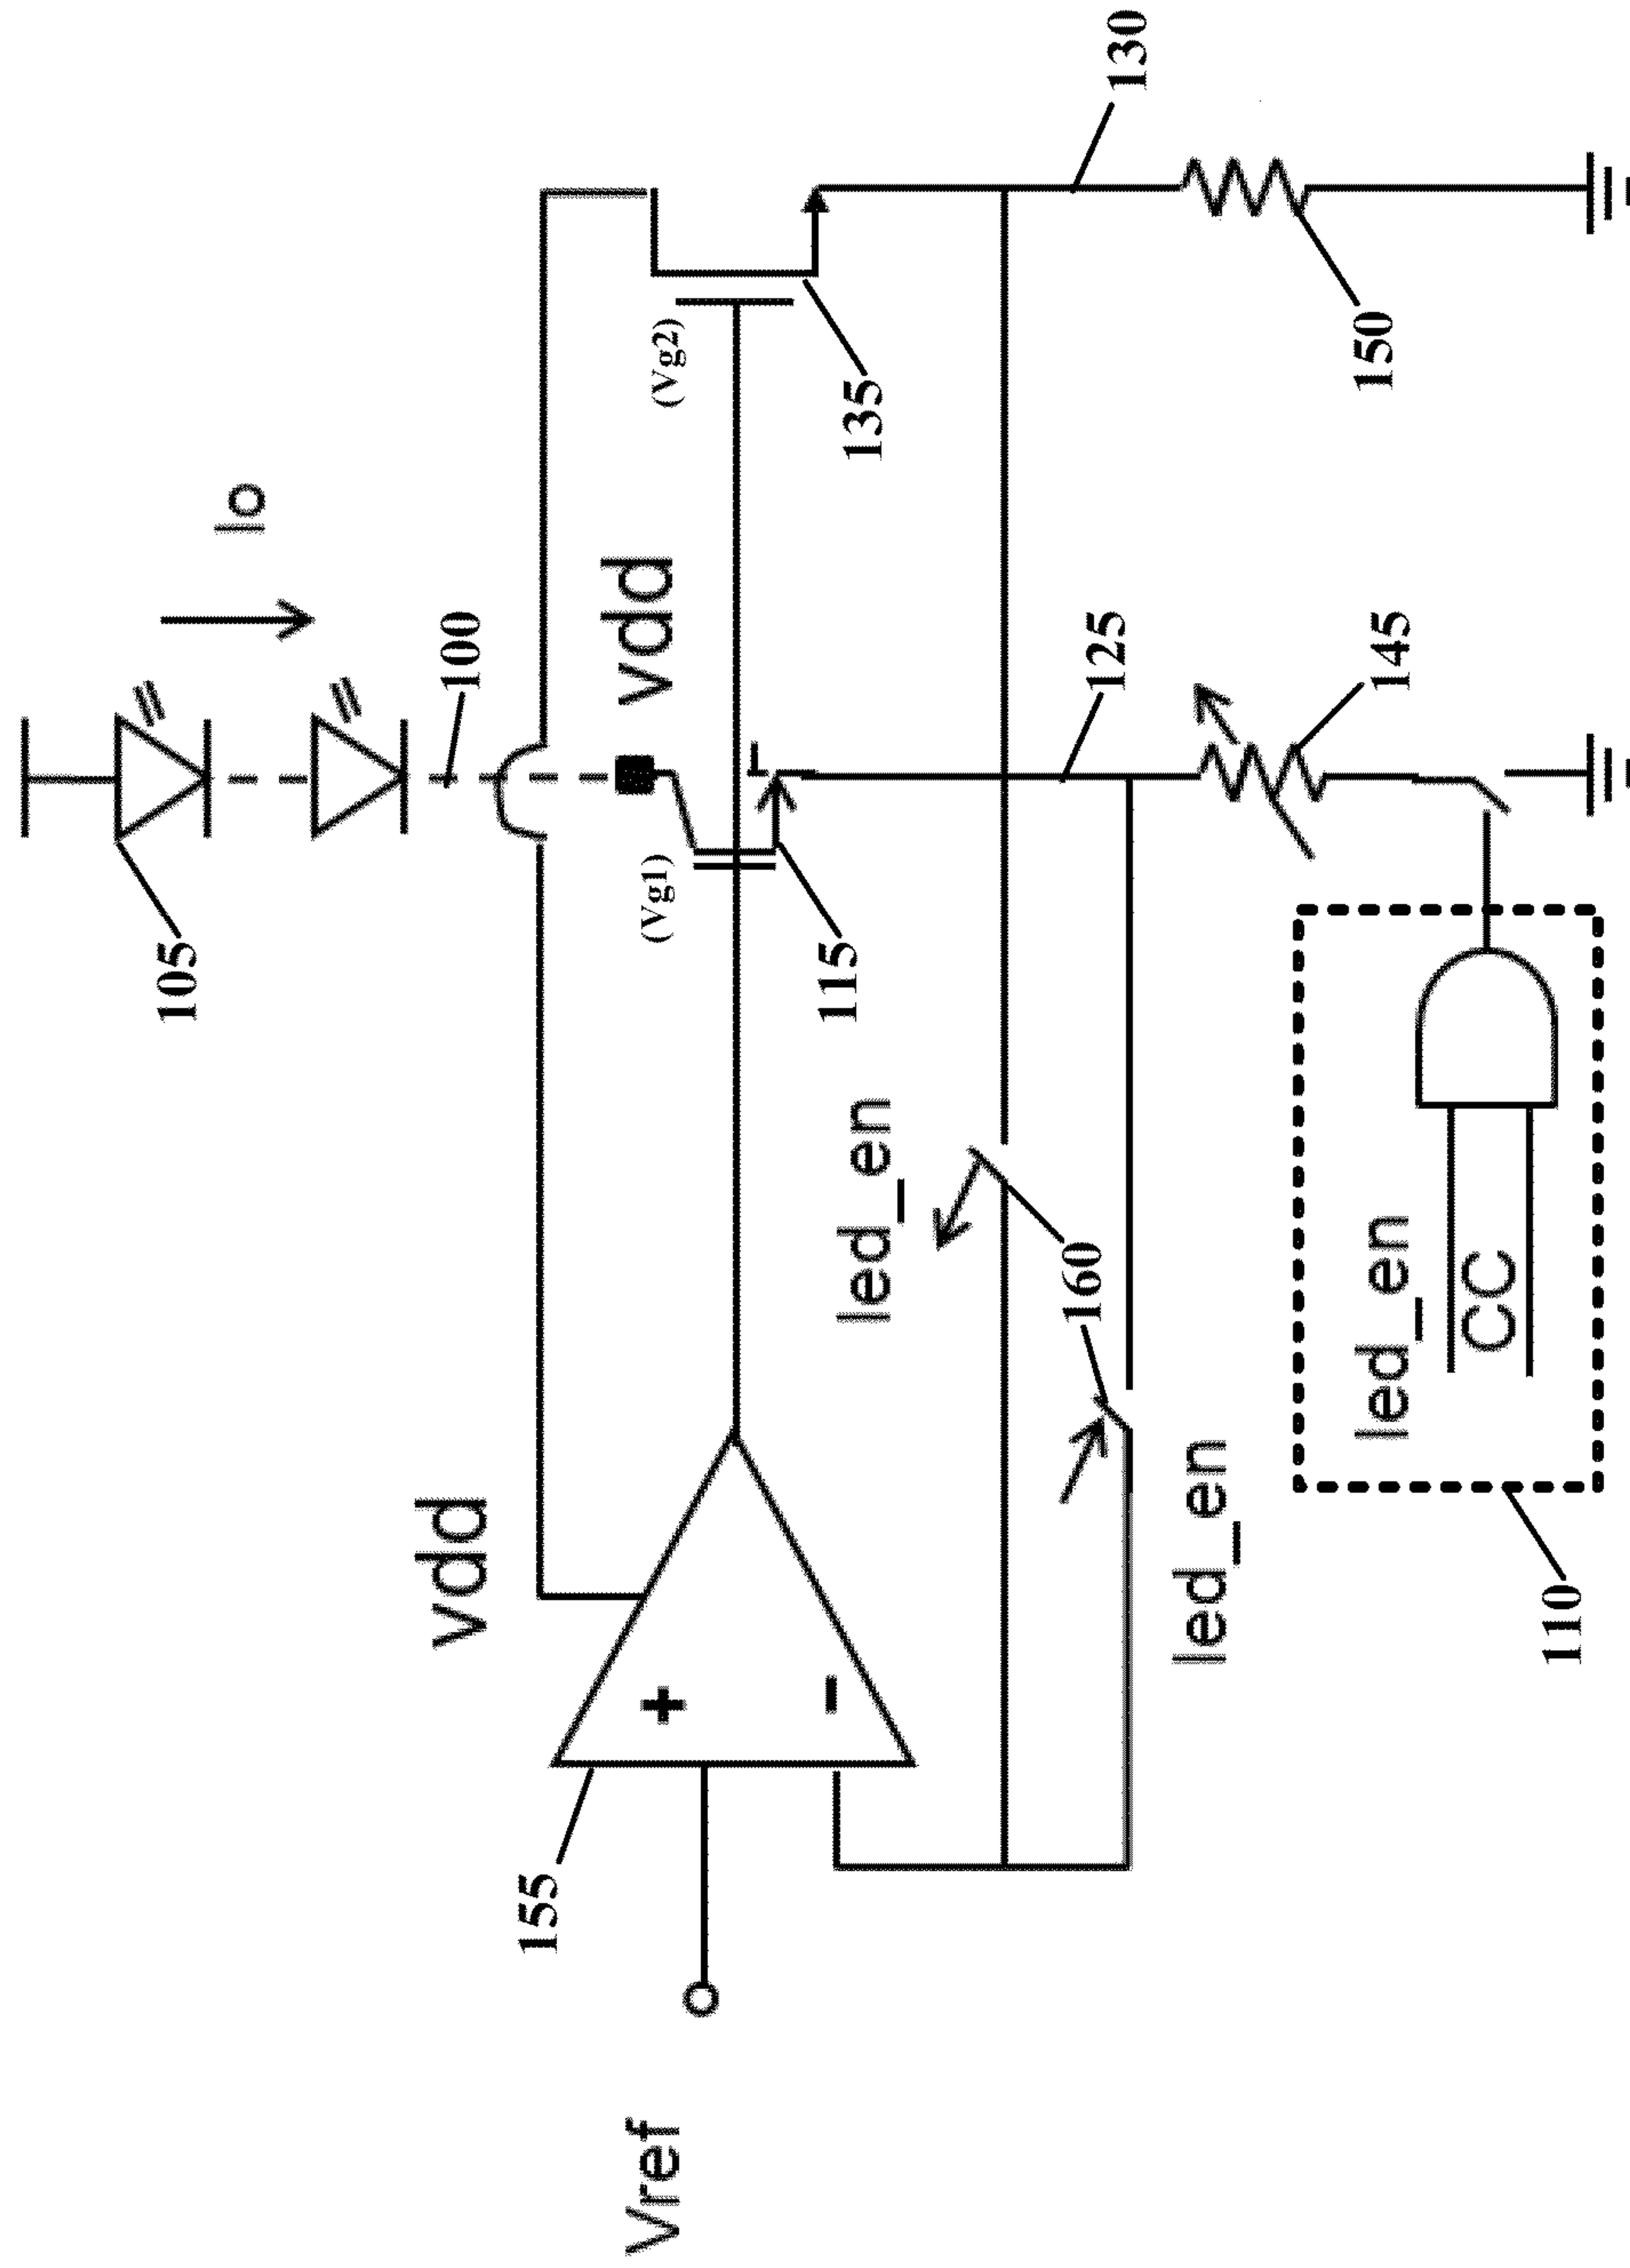 105
Io
Vdd
100
155
Vref
Vdd
(Vg1)
(Vg2)
115
135
led_en
160
125
130
led_en
led_en
145
150
CC
110